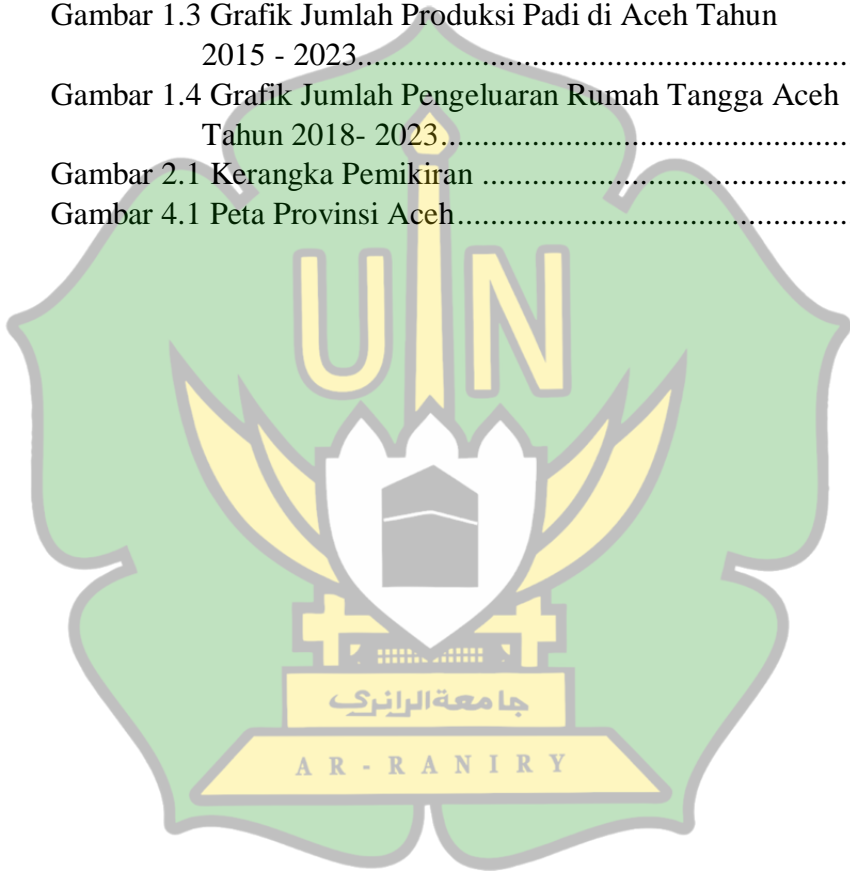 Gambar 1.3 Grafik Jumlah Produksi Padi di Aceh Tahun
2015 - 2023............................................................
Gambar 1.4 Grafik Jumlah Pengeluaran Rumah Tangga Aceh
Tahun 2018- 2023..................................................
Gambar 2.1 Kerangka Pemikiran .............................................
Gambar 4.1 Peta Provinsi Aceh................................................
UIN
جامعة الرانري
AR-RANIRY